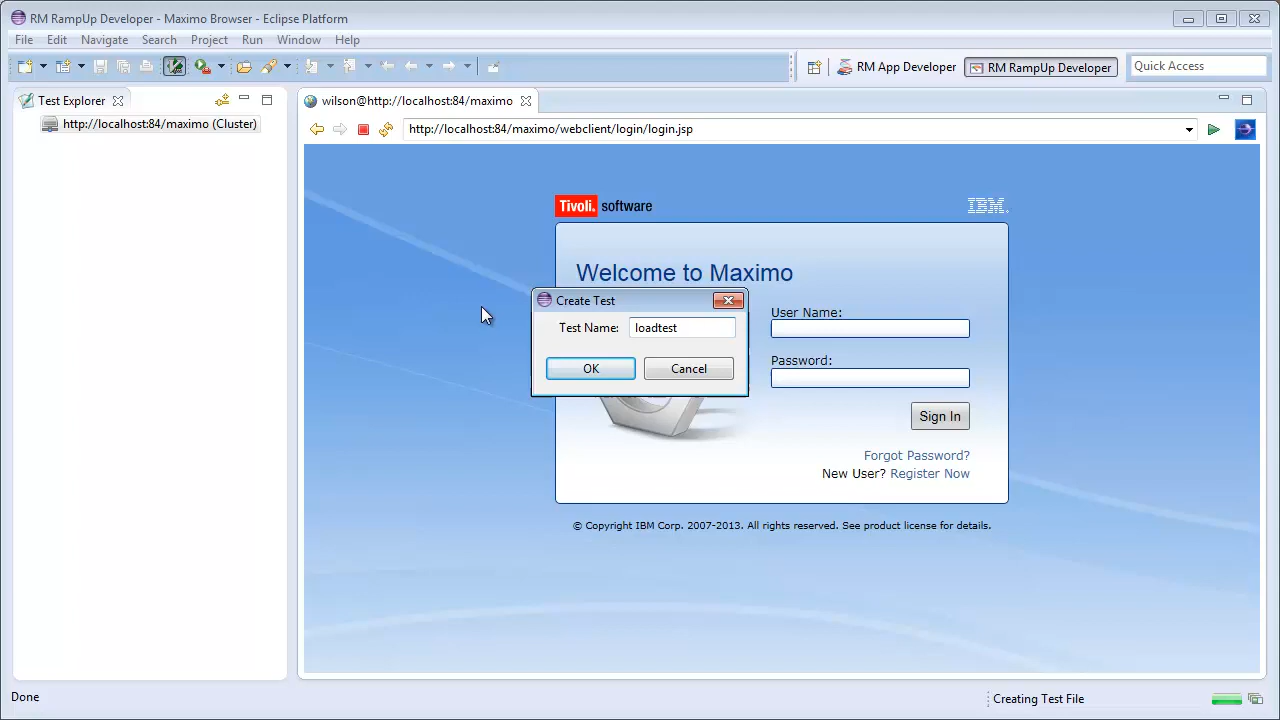 RM RampUp Developer - Maximo Browser - Eclipse Platform
File Edit Navigate Search Project Run Window Help
RM App Developer RM RampUp Developer Quick Access
Test Explorer wilson@http://localhost:84/maximo
http://localhost:84/maximo (Cluster) http://localhost:84/maximo/webclient/login/login.jsp
Tivoli. software IBM.
Welcome to Maximo
Create Test
User Name:
Test Name: loadtest
Password:
OK Cancel
Sign In
Forgot Password?
New User? Register Now
© Copyright IBM Corp. 2007-2013. All rights reserved. See product license for details.
Done Creating Test File